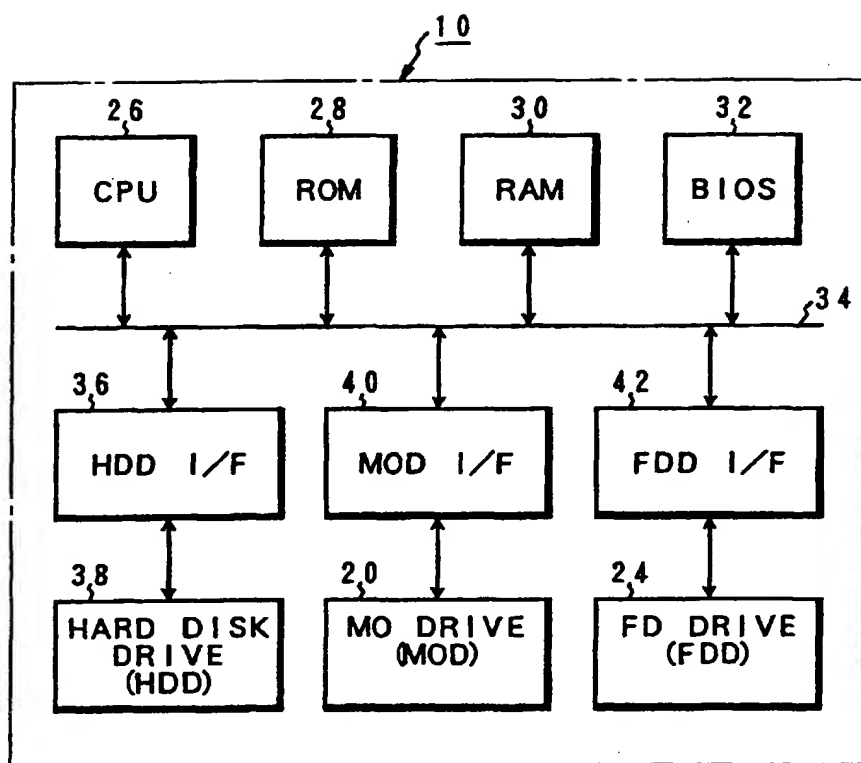 10
26 28 30 32
CPU ROM RAM BIOS
34
36 40 42
HDD I/F MOD I/F FDD I/F
38 20 24
HARD DISK DRIVE (HDD)
MO DRIVE (MOD)
FD DRIVE (FDD)